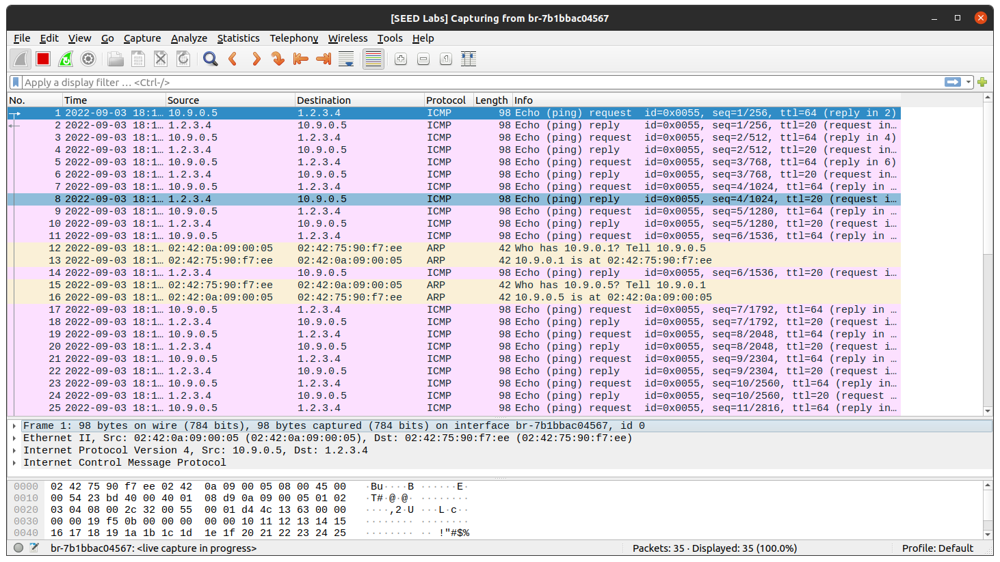 [SEED Labs] Capturing from br-7b1bbac04567
File Edit View Go Capture Analyze Statistics Telephony Wireless Tools Help
Apply a display filter … <Ctrl-/>
No. Time Source Destination Protocol Length Info
1 2022-09-03 18:1… 10.9.0.5 1.2.3.4 ICMP 98 Echo (ping) request id=0x0055, seq=1/256, ttl=64 (reply in 2)
2 2022-09-03 18:1… 1.2.3.4 10.9.0.5 ICMP 98 Echo (ping) reply id=0x0055, seq=1/256, ttl=20 (request in…
3 2022-09-03 18:1… 10.9.0.5 1.2.3.4 ICMP 98 Echo (ping) request id=0x0055, seq=2/512, ttl=64 (reply in 4)
4 2022-09-03 18:1… 1.2.3.4 10.9.0.5 ICMP 98 Echo (ping) reply id=0x0055, seq=2/512, ttl=20 (request in…
5 2022-09-03 18:1… 10.9.0.5 1.2.3.4 ICMP 98 Echo (ping) request id=0x0055, seq=3/768, ttl=64 (reply in 6)
6 2022-09-03 18:1… 1.2.3.4 10.9.0.5 ICMP 98 Echo (ping) reply id=0x0055, seq=3/768, ttl=20 (request in…
7 2022-09-03 18:1… 10.9.0.5 1.2.3.4 ICMP 98 Echo (ping) request id=0x0055, seq=4/1024, ttl=64 (reply in …
8 2022-09-03 18:1… 1.2.3.4 10.9.0.5 ICMP 98 Echo (ping) reply id=0x0055, seq=4/1024, ttl=20 (request i…
9 2022-09-03 18:1… 10.9.0.5 1.2.3.4 ICMP 98 Echo (ping) request id=0x0055, seq=5/1280, ttl=64 (reply in …
10 2022-09-03 18:1… 1.2.3.4 10.9.0.5 ICMP 98 Echo (ping) reply id=0x0055, seq=5/1280, ttl=20 (request i…
11 2022-09-03 18:1… 10.9.0.5 1.2.3.4 ICMP 98 Echo (ping) request id=0x0055, seq=6/1536, ttl=64 (reply in …
12 2022-09-03 18:1… 02:42:0a:09:00:05 02:42:75:90:f7:ee ARP 42 Who has 10.9.0.1? Tell 10.9.0.5
13 2022-09-03 18:1… 02:42:75:90:f7:ee 02:42:0a:09:00:05 ARP 42 10.9.0.1 is at 02:42:75:90:f7:ee
14 2022-09-03 18:1… 1.2.3.4 10.9.0.5 ICMP 98 Echo (ping) reply id=0x0055, seq=6/1536, ttl=20 (request i…
15 2022-09-03 18:1… 02:42:75:90:f7:ee 02:42:0a:09:00:05 ARP 42 Who has 10.9.0.5? Tell 10.9.0.1
16 2022-09-03 18:1… 02:42:0a:09:00:05 02:42:75:90:f7:ee ARP 42 10.9.0.5 is at 02:42:0a:09:00:05
17 2022-09-03 18:1… 10.9.0.5 1.2.3.4 ICMP 98 Echo (ping) request id=0x0055, seq=7/1792, ttl=64 (reply in …
18 2022-09-03 18:1… 1.2.3.4 10.9.0.5 ICMP 98 Echo (ping) reply id=0x0055, seq=7/1792, ttl=20 (request i…
19 2022-09-03 18:1… 10.9.0.5 1.2.3.4 ICMP 98 Echo (ping) request id=0x0055, seq=8/2048, ttl=64 (reply in …
20 2022-09-03 18:1… 1.2.3.4 10.9.0.5 ICMP 98 Echo (ping) reply id=0x0055, seq=8/2048, ttl=20 (request i…
21 2022-09-03 18:1… 10.9.0.5 1.2.3.4 ICMP 98 Echo (ping) request id=0x0055, seq=9/2304, ttl=64 (reply in …
22 2022-09-03 18:1… 1.2.3.4 10.9.0.5 ICMP 98 Echo (ping) reply id=0x0055, seq=9/2304, ttl=20 (request i…
23 2022-09-03 18:1… 10.9.0.5 1.2.3.4 ICMP 98 Echo (ping) request id=0x0055, seq=10/2560, ttl=64 (reply in…
24 2022-09-03 18:1… 1.2.3.4 10.9.0.5 ICMP 98 Echo (ping) reply id=0x0055, seq=10/2560, ttl=20 (request …
25 2022-09-03 18:1… 10.9.0.5 1.2.3.4 ICMP 98 Echo (ping) request id=0x0055, seq=11/2816, ttl=64 (reply in…
Frame 1: 98 bytes on wire (784 bits), 98 bytes captured (784 bits) on interface br-7b1bbac04567, id 0
Ethernet II, Src: 02:42:0a:09:00:05 (02:42:0a:09:00:05), Dst: 02:42:75:90:f7:ee (02:42:75:90:f7:ee)
Internet Protocol Version 4, Src: 10.9.0.5, Dst: 1.2.3.4
Internet Control Message Protocol
0000 02 42 75 90 f7 ee 02 42 0a 09 00 05 08 00 45 00 ·Bu····B ······E·
0010 00 54 23 bd 40 00 40 01 08 d9 0a 09 00 05 01 02 ·T#·@·@· ········
0020 03 04 08 00 2c 32 00 55 00 01 d4 4c 13 63 00 00 ····,2·U ···L·c··
0030 00 00 19 f5 0b 00 00 00 00 00 10 11 12 13 14 15 ········ ········
0040 16 17 18 19 1a 1b 1c 1d 1e 1f 20 21 22 23 24 25 ········ ·· !"#$%
br-7b1bbac04567: <live capture in progress> Packets: 35 · Displayed: 35 (100.0%) Profile: Default